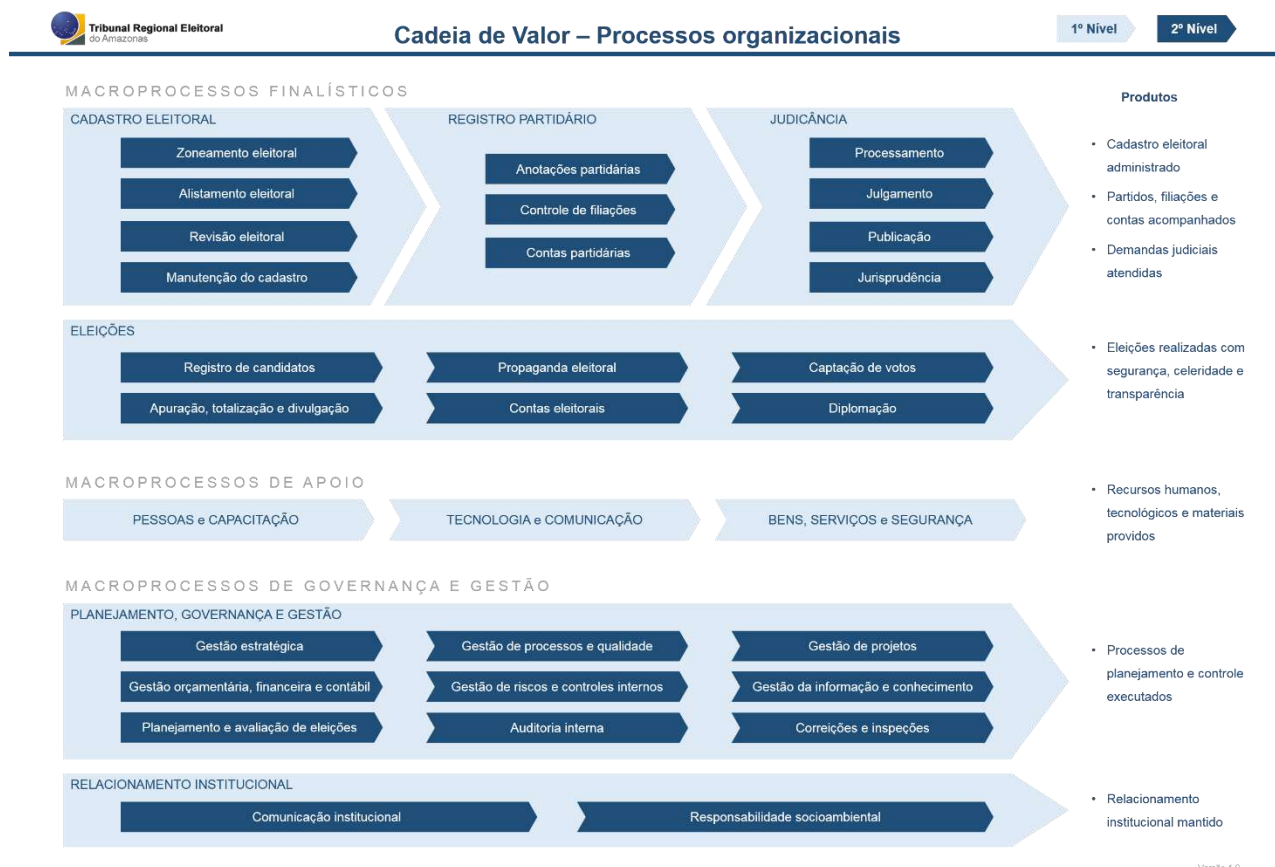 Tribunal Regional Eleitoral
do Amazonas
Cadeia de Valor – Processos organizacionais
1º Nível
2º Nível
MACROPROCESSOS FINALÍSTICOS
Produtos
CADASTRO ELEITORAL
Zoneamento eleitoral
Alistamento eleitoral
Revisão eleitoral
Manutenção do cadastro
REGISTRO PARTIDÁRIO
Anotações partidárias
Controle de filiações
Contas partidárias
JUDICÂNCIA
Processamento
Julgamento
Publicação
Jurisprudência
• Cadastro eleitoral
administrado
• Partidos, filiações e
contas acompanhados
• Demandas judiciais
atendidas
ELEIÇÕES
Registro de candidatos
Propaganda eleitoral
Captação de votos
Apuração, totalização e divulgação
Contas eleitorais
Diplomação
• Eleições realizadas com
segurança, celeridade e
transparência
MACROPROCESSOS DE APOIO
PESSOAS e CAPACITAÇÃO
TECNOLOGIA e COMUNICAÇÃO
BENS, SERVIÇOS e SEGURANÇA
• Recursos humanos,
tecnológicos e materiais
providos
MACROPROCESSOS DE GOVERNANÇA E GESTÃO
PLANEJAMENTO, GOVERNANÇA E GESTÃO
Gestão estratégica
Gestão de processos e qualidade
Gestão de projetos
Gestão orçamentária, financeira e contábil
Gestão de riscos e controles internos
Gestão da informação e conhecimento
Planejamento e avaliação de eleições
Auditoria interna
Correições e inspeções
• Processos de
planejamento e controle
executados
RELACIONAMENTO INSTITUCIONAL
Comunicação institucional
Responsabilidade socioambiental
• Relacionamento
institucional mantido